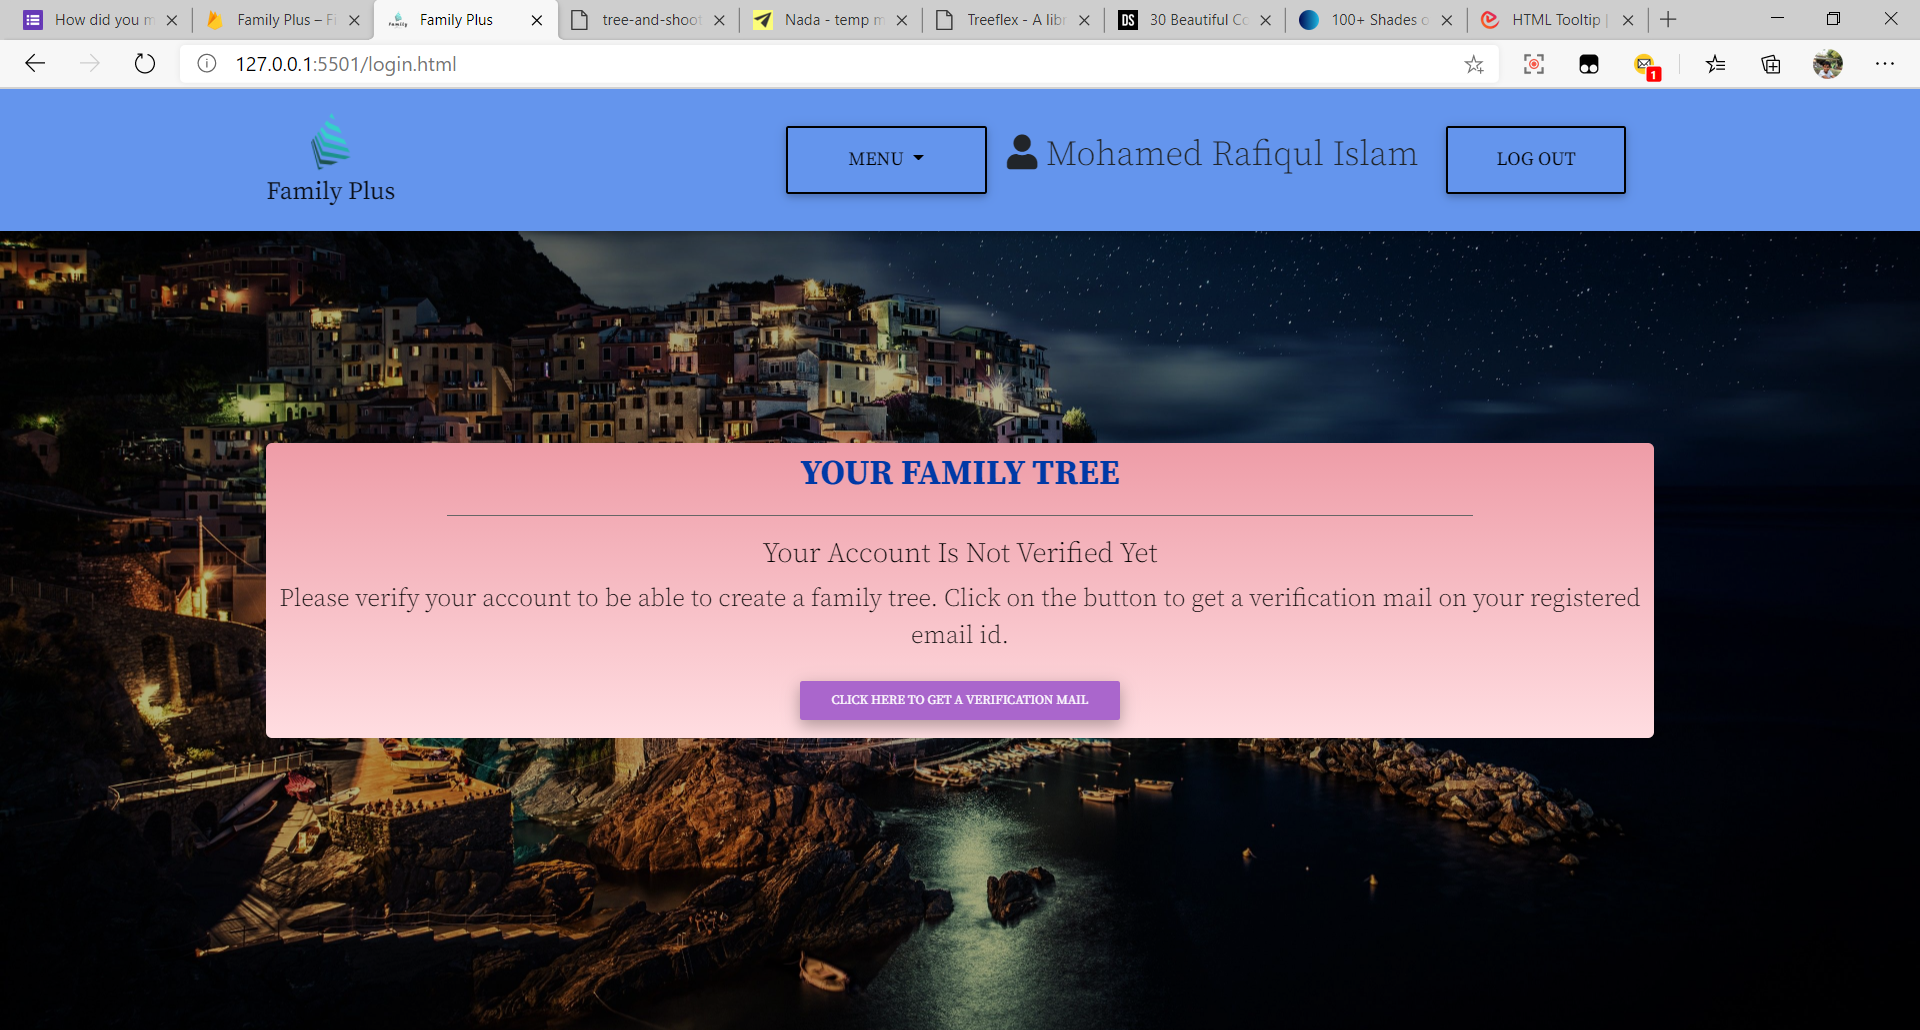 How did you m
Family Plus – Fi
Family Plus
tree-and-shoot
Nada - temp m
Treeflex - A libr
30 Beautiful Co
100+ Shades o
HTML Tooltip |
127.0.0.1:5501/login.html
1
family
Family Plus
MENU
Mohamed Rafiqul Islam
LOG OUT
YOUR FAMILY TREE
Your Account Is Not Verified Yet
Please verify your account to be able to create a family tree. Click on the button to get a verification mail on your registered
email id.
CLICK HERE TO GET A VERIFICATION MAIL
DS